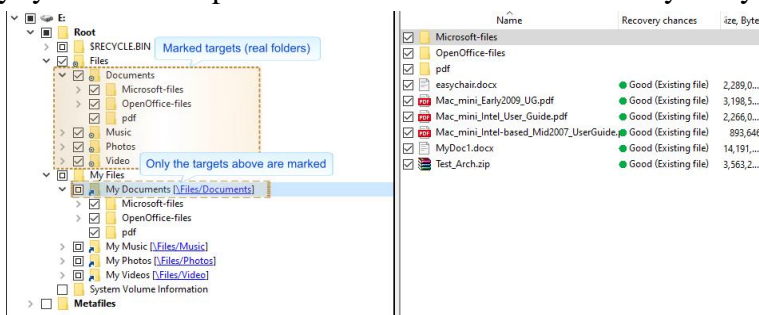 E:
Root
$RECYCLE.BIN
Marked targets (real folders)
Files
Documents
Microsoft-files
OpenOffice-files
pdf
Music
Photos
Video
Only the targets above are marked
My Files
My Documents [\Files/Documents]
Microsoft-files
OpenOffice-files
pdf
My Music [\Files/Music]
My Photos [\Files/Photos]
My Videos [\Files/Video]
System Volume Information
Metafiles
Name Recovery chances Size, Byte
Microsoft-files
OpenOffice-files
pdf
easychair.docx Good (Existing file) 2,289,0...
Mac_mini_Early2009_UG.pdf Good (Existing file) 3,198,5...
Mac_mini_Intel_User_Guide.pdf Good (Existing file) 2,266,0...
Mac_mini_Intel-based_Mid2007_UserGuide.p Good (Existing file) 893,646
MyDoc1.docx Good (Existing file) 14,191,...
Test_Arch.zip Good (Existing file) 3,563,2...